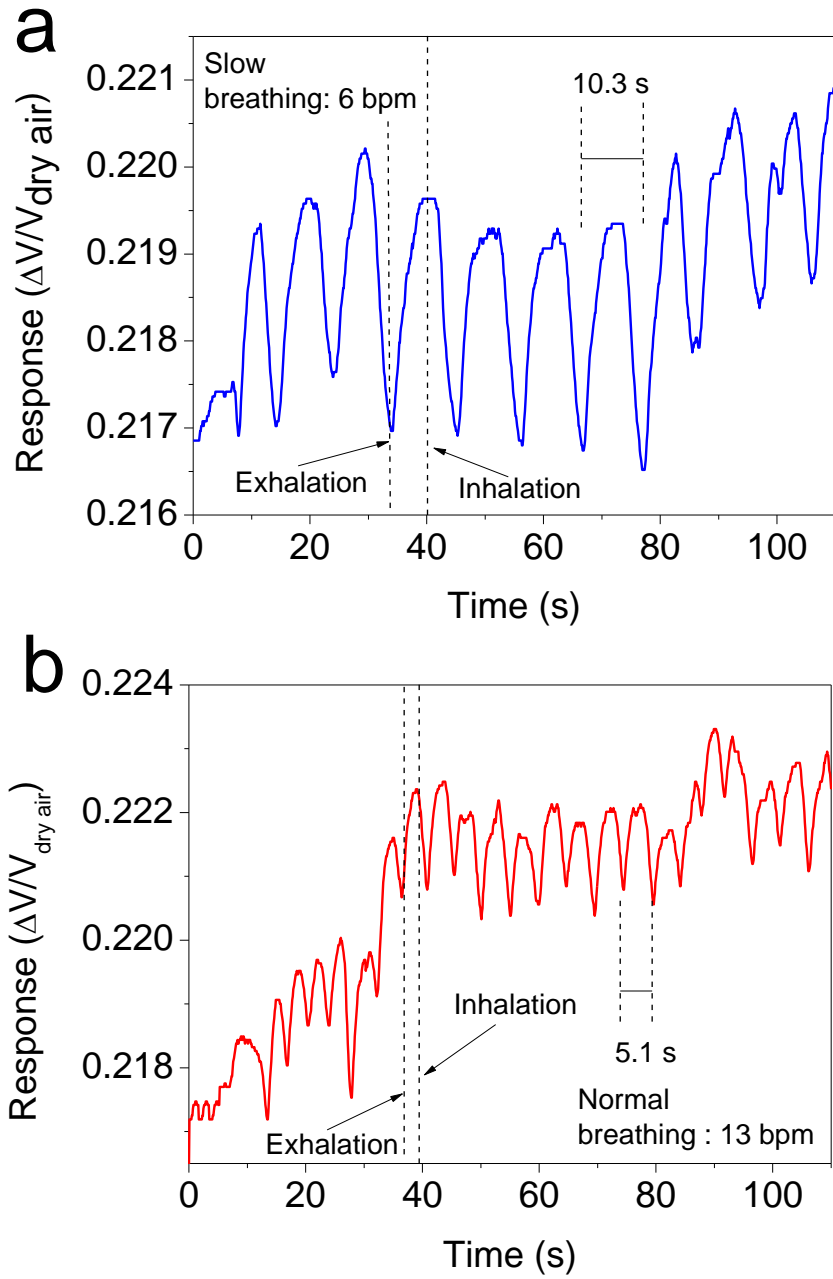 a
Response (ΔV/Vdry air)
0.221
0.220
0.219
0.218
0.217
0.216
Slow
breathing: 6 bpm
10.3 s
Exhalation
Inhalation
0 20 40 60 80 100
Time (s)
b
Response (ΔV/Vdry air)
0.224
0.222
0.220
0.218
Inhalation
Exhalation
5.1 s
Normal
breathing : 13 bpm
0 20 40 60 80 100
Time (s)